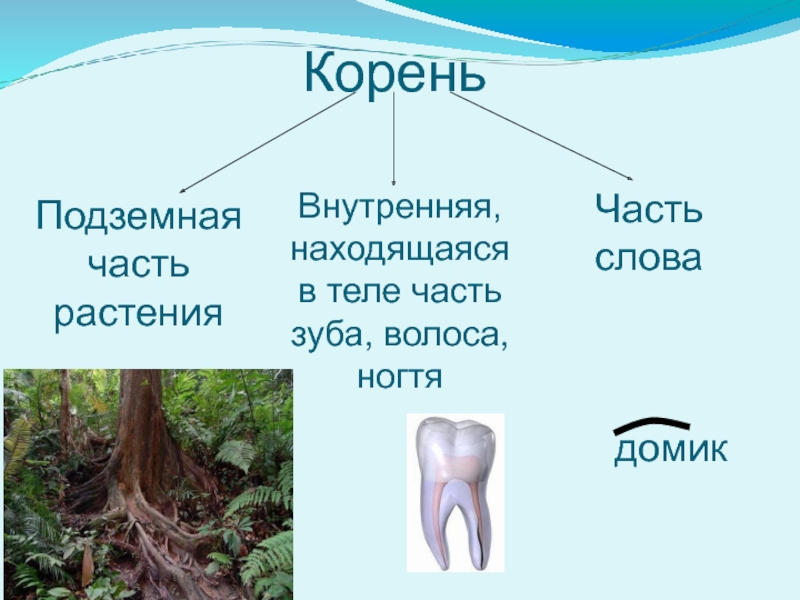 Корень
Подземная
часть
растения
Внутренняя,
находящаяся
в теле часть
зуба, волоса,
ногтя
Часть
слова
домик